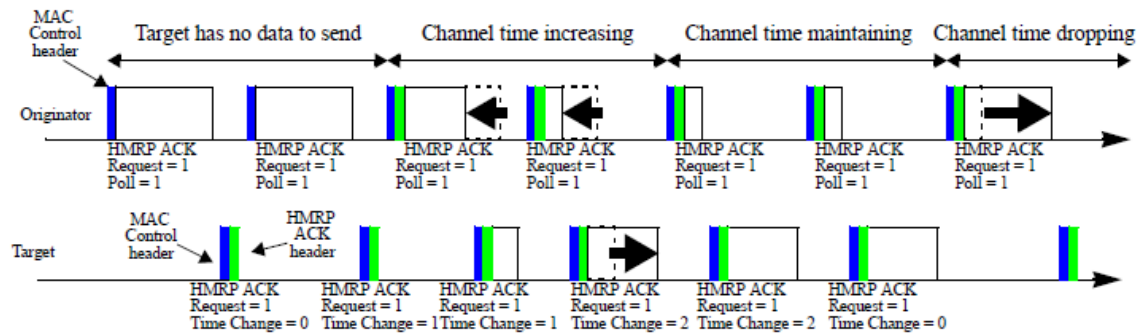 MAC
Control
header
Target has no data to send
Channel time increasing
Channel time maintaining
Channel time dropping
Originator
HMRP ACK
Request = 1
Poll = 1
HMRP ACK
Request = 1
Poll = 1
HMRP ACK
Request = 1
Poll = 1
HMRP ACK
Request = 1
Poll = 1
HMRP ACK
Request = 1
Poll = 1
HMRP ACK
Request = 1
Poll = 1
HMRP ACK
Request = 1
Poll = 1
Target
MAC
Control
header
HMRP
ACK
header
HMRP ACK
Request = 1
Time Change = 0
HMRP ACK
Request = 1
Time Change = 1
HMRP ACK
Request = 1
Time Change = 1
HMRP ACK
Request = 1
Time Change = 2
HMRP ACK
Request = 1
Time Change = 2
HMRP ACK
Request = 1
Time Change = 0